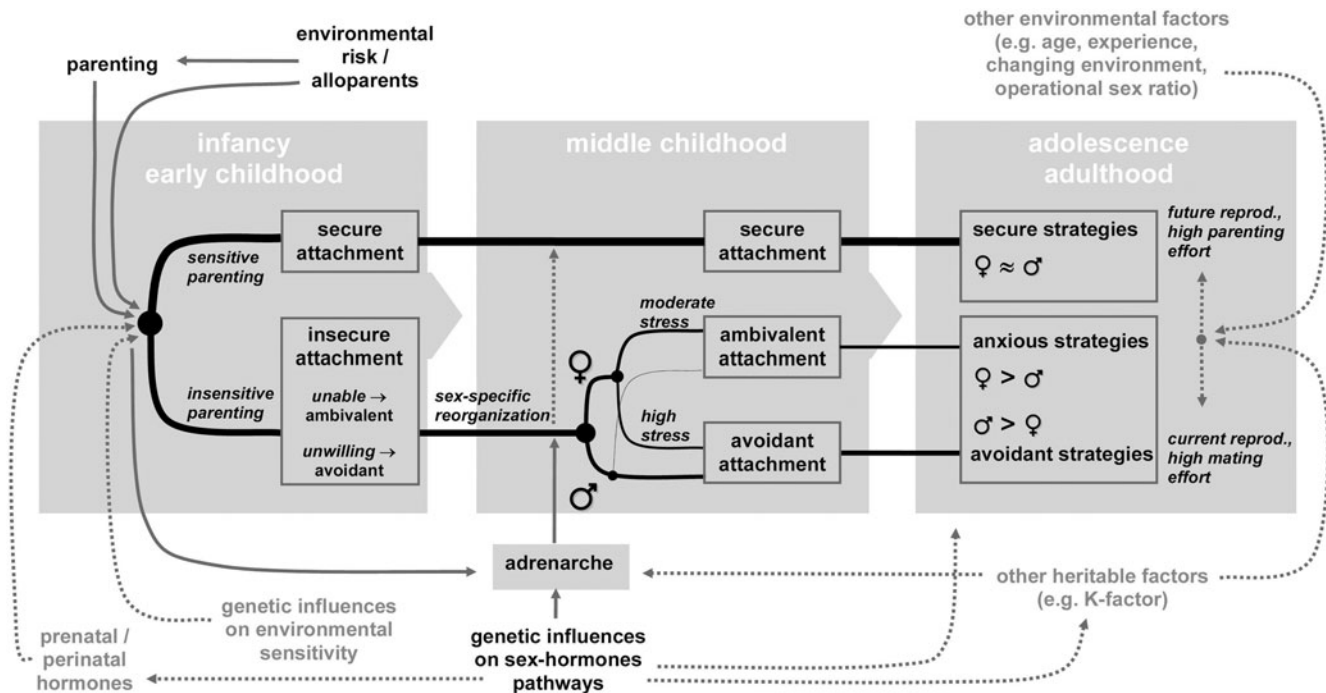 parenting
environmental
risk /
alloparents
other environmental factors
(e.g. age, experience,
changing environment,
operational sex ratio)
infancy
early childhood
middle childhood
adolescence
adulthood
sensitive
parenting
secure
attachment
secure
attachment
secure strategies
♀ ≈ ♂
future reprod.,
high parenting
effort
insensitive
parenting
insecure
attachment
unable →
ambivalent
unwilling →
avoidant
sex-specific
reorganization
♀
♂
moderate
stress
high
stress
ambivalent
attachment
avoidant
attachment
anxious strategies
♀ > ♂
♂ > ♀
avoidant strategies
current reprod.,
high mating
effort
adrenarche
prenatal /
perinatal
hormones
genetic influences
on environmental
sensitivity
genetic influences
on sex-hormones
pathways
other heritable factors
(e.g. K-factor)